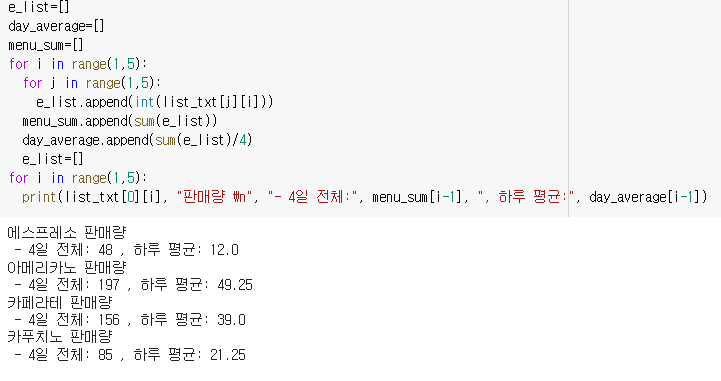 e_list=[]
day_average=[]
menu_sum=[]
for i in range(1,5):
  for j in range(1,5):
    e_list.append(int(list_txt[j][i]))
  menu_sum.append(sum(e_list))
  day_average.append(sum(e_list)/4)
  e_list=[]
for i in range(1,5):
  print(list_txt[0][i], "판매량 ₩n", "- 4일 전체:", menu_sum[i-1], ", 하루 평균:", day_average[i-1])
에스프레소 판매량
 - 4일 전체: 48 , 하루 평균: 12.0
아메리카노 판매량
 - 4일 전체: 197 , 하루 평균: 49.25
카페라테 판매량
 - 4일 전체: 156 , 하루 평균: 39.0
카푸치노 판매량
 - 4일 전체: 85 , 하루 평균: 21.25